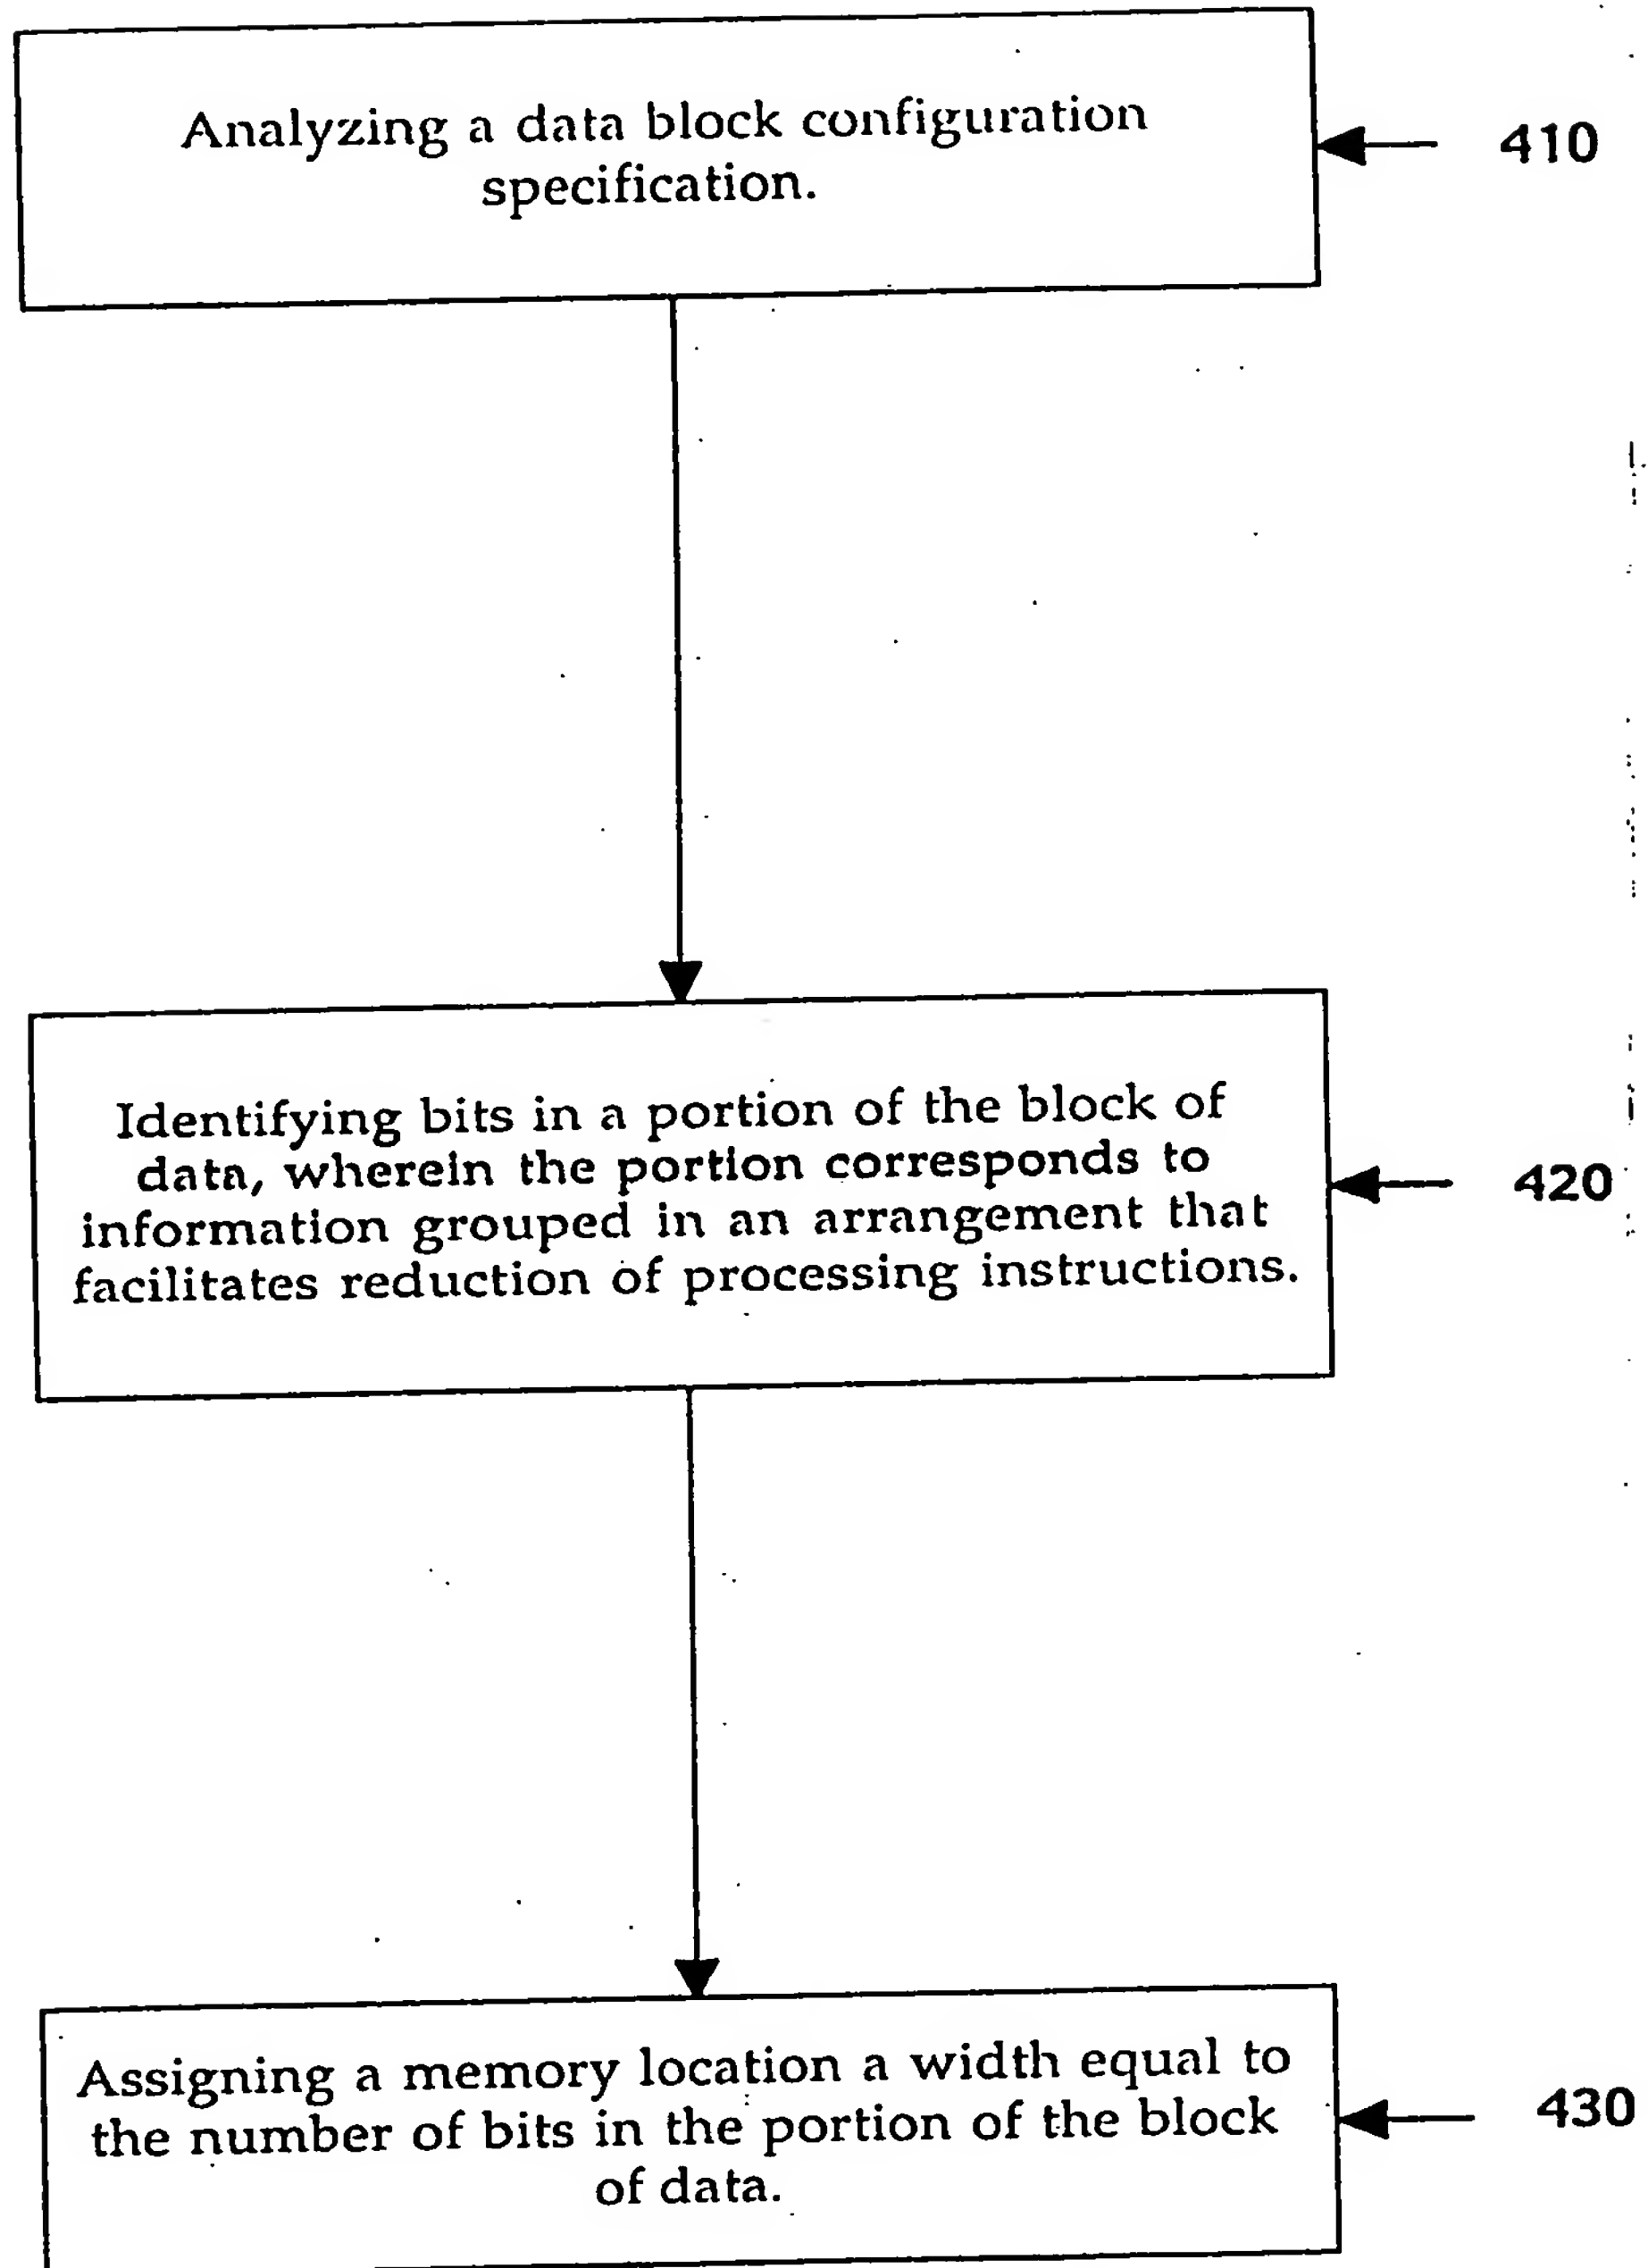 Analyzing a data block configuration
specification.
410
Identifying bits in a portion of the block of
data, wherein the portion corresponds to
information grouped in an arrangement that
facilitates reduction of processing instructions.
420
Assigning a memory location a width equal to
the number of bits in the portion of the block
of data.
430